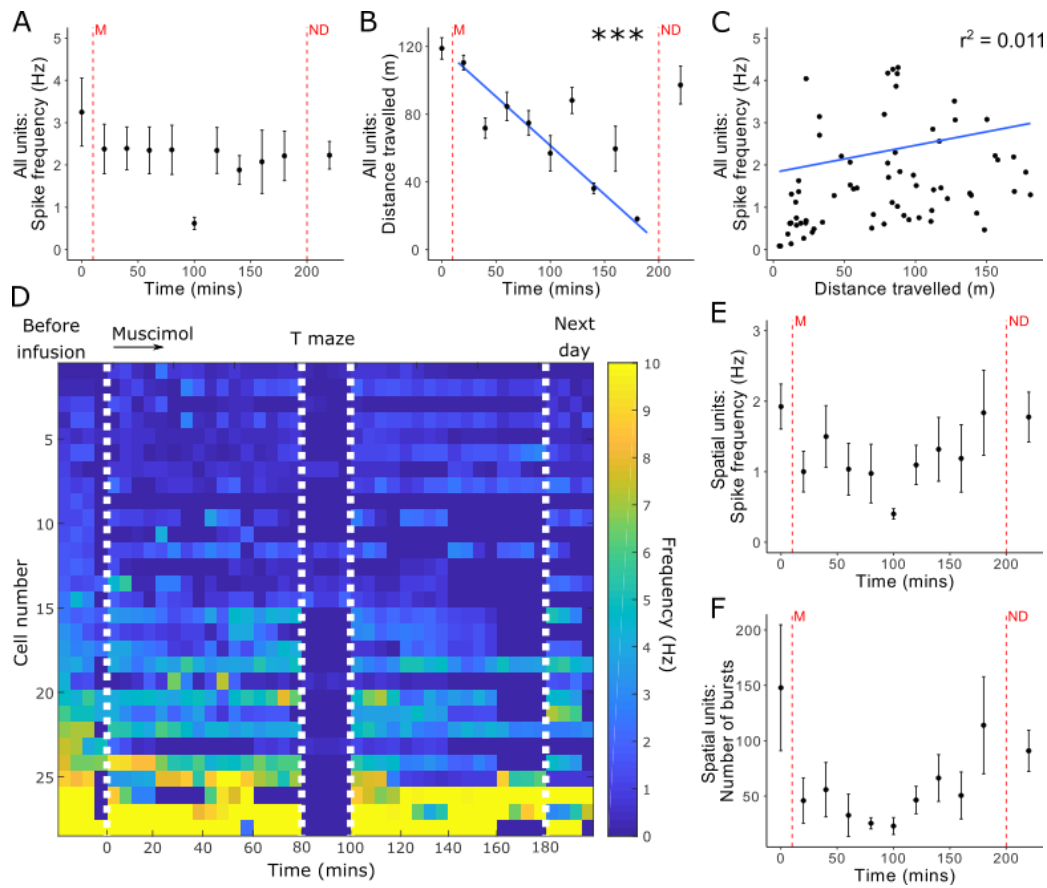 A
M
ND
5
4
3
2
1
0
0
50
100
150
200
Time (mins)
All units:
Spike frequency (Hz)
B
M
***
ND
120
80
40
0
0
50
100
150
200
Time (mins)
All units:
Distance travelled (m)
C
r² = 0.011
5
4
3
2
1
0
0
50
100
150
Distance travelled (m)
All units:
Spike frequency (Hz)
D
Before
infusion
Muscimol
T maze
Next
day
5
10
15
20
25
Cell number
0
20
40
60
80
100
120
140
160
180
Time (mins)
10
9
8
7
6
5
4
3
2
1
0
Frequency (Hz)
E
M
ND
3
2
1
0
0
50
100
150
200
Time (mins)
Spatial units:
Spike frequency (Hz)
F
M
ND
200
150
100
50
0
50
100
150
200
Time (mins)
Spatial units:
Number of bursts